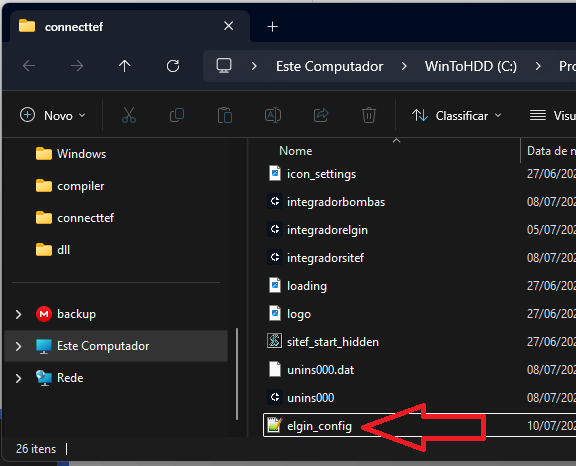 connecttef
Este Computador > WinToHDD (C:) > Pro
Novo Classificar Visu
Nome Data de n
Windows
compiler
connecttef
dll
backup
Este Computador
Rede
icon_settings 27/06/202
integradorbombas 08/07/202
integradorelgin 05/07/202
integradorsitef 08/07/202
loading 27/06/202
logo 27/06/202
sitef_start_hidden 27/06/202
unins000.dat 08/07/202
unins000 08/07/202
elgin_config 10/07/202
26 itens